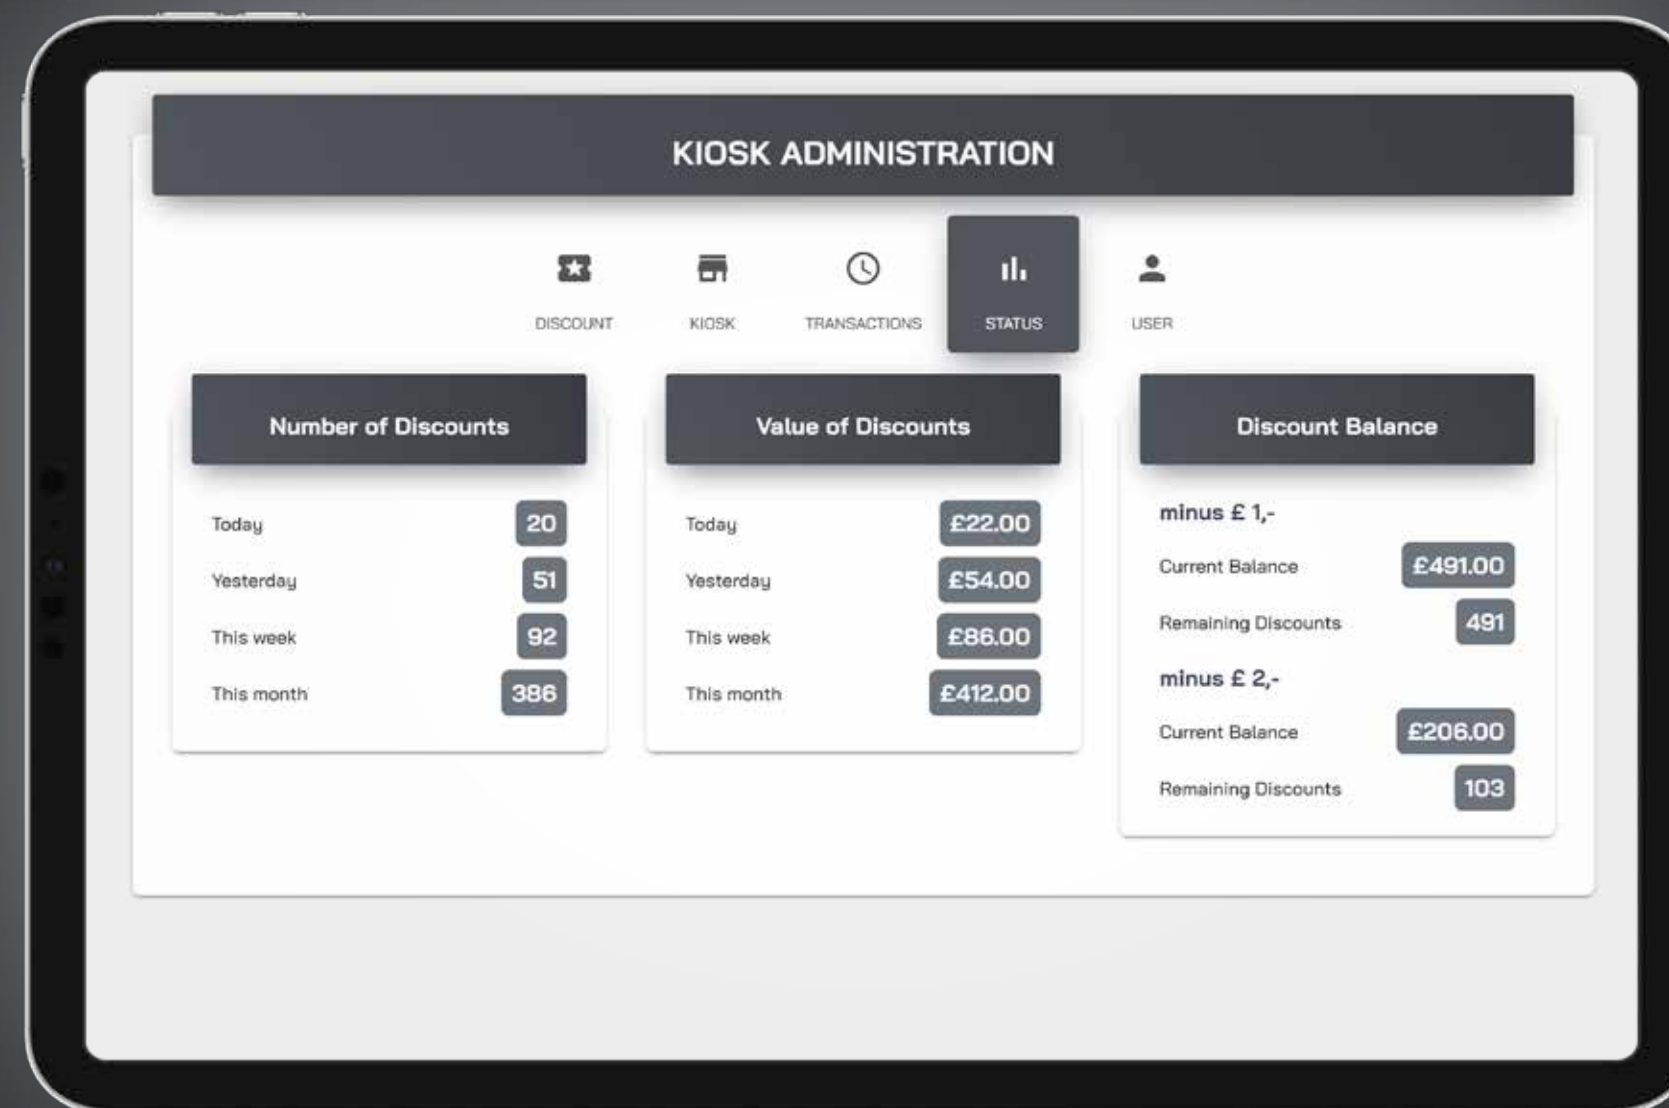 KIOSK ADMINISTRATION
DISCOUNT
KIOSK
TRANSACTIONS
STATUS
USER
Number of Discounts
Today 20
Yesterday 51
This week 92
This month 386
Value of Discounts
Today £22.00
Yesterday £54.00
This week £86.00
This month £412.00
Discount Balance
minus £ 1,-
Current Balance £491.00
Remaining Discounts 491
minus £ 2,-
Current Balance £206.00
Remaining Discounts 103